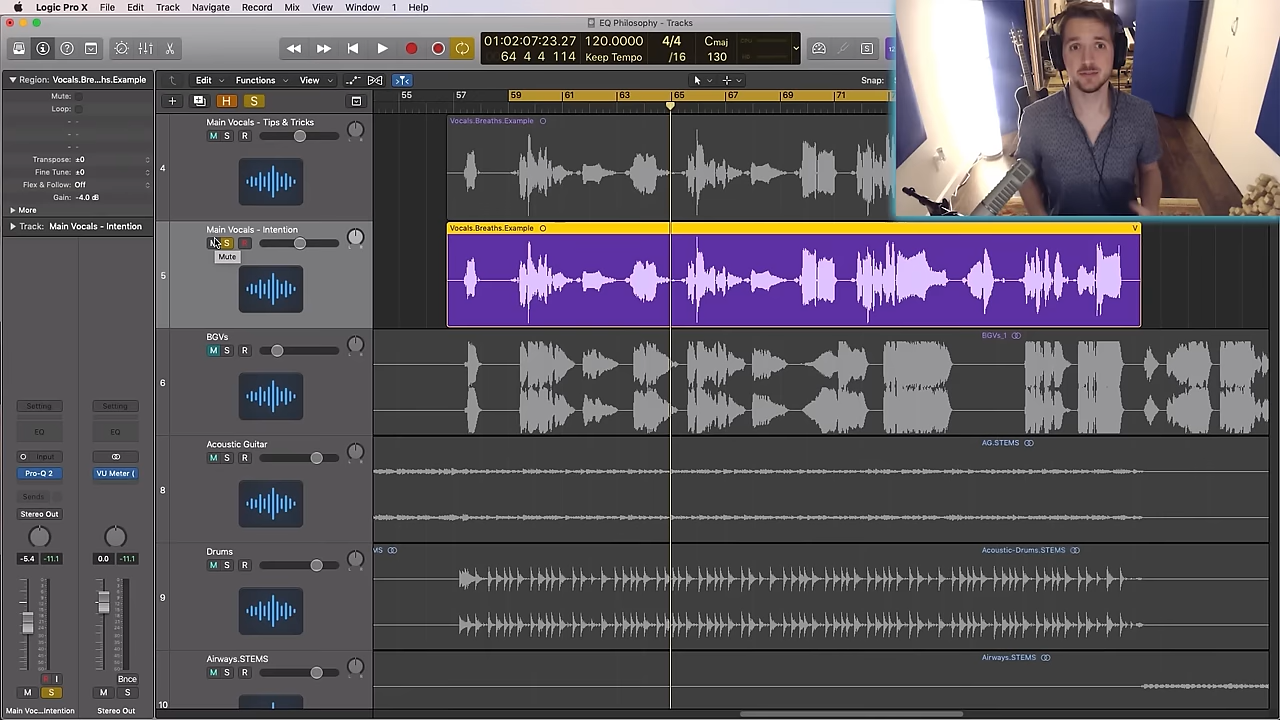 Logic Pro X File Edit Track Navigate Record Mix View Window 1 Help
EQ Philosophy - Tracks
01:02:07:23.27 120.0000 4/4 Cmaj
64 4 4 114 Keep Tempo /16 130
Region: Vocals.Bre...hs.Example
Edit Functions View Snap:
Mute:
Loop:
Transpose: ±0
Fine Tune: ±0
Flex & Follow: Off
Gain: -4.0 dB
More
Track: Main Vocals - Intention
H S
55 57 59 61 63 65 67 69 71
4
Main Vocals - Tips & Tricks
M S R
Vocals.Breaths.Example
5
Main Vocals - Intention
M S R
Mute
Vocals.Breaths.Example V
6
BGVs
M S R
BGVs_1
8
Acoustic Guitar
M S R
AG.STEMS
9
Drums
M S R
MS
Acoustic-Drums.STEMS
10
Airways.STEMS
M S R
Airways.STEMS
Setting Setting
EQ EQ
Input
Pro-Q 2 VU Meter (
Sends
Stereo Out
-5.4 -11.1 0.0 -11.1
R I Bnce
M S M S
Main Voc...Intention Stereo Out